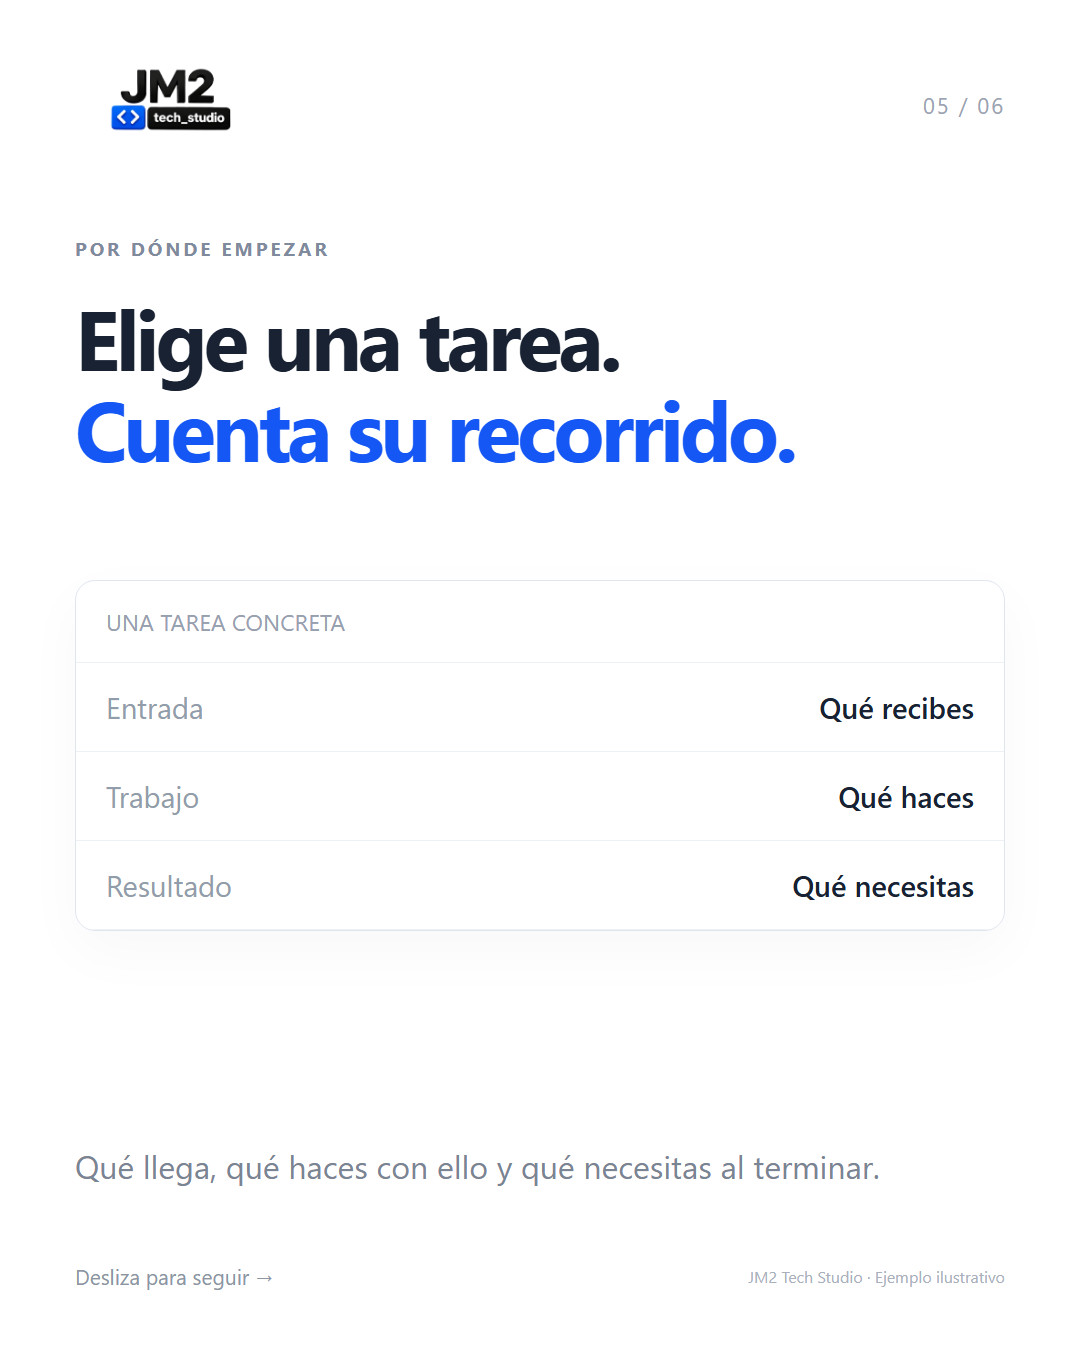 JM2
<> tech_studio
05 / 06
POR DÓNDE EMPEZAR
Elige una tarea.
Cuenta su recorrido.
UNA TAREA CONCRETA
Entrada Qué recibes
Trabajo Qué haces
Resultado Qué necesitas
Qué llega, qué haces con ello y qué necesitas al terminar.
Desliza para seguir →
JM2 Tech Studio · Ejemplo ilustrativo